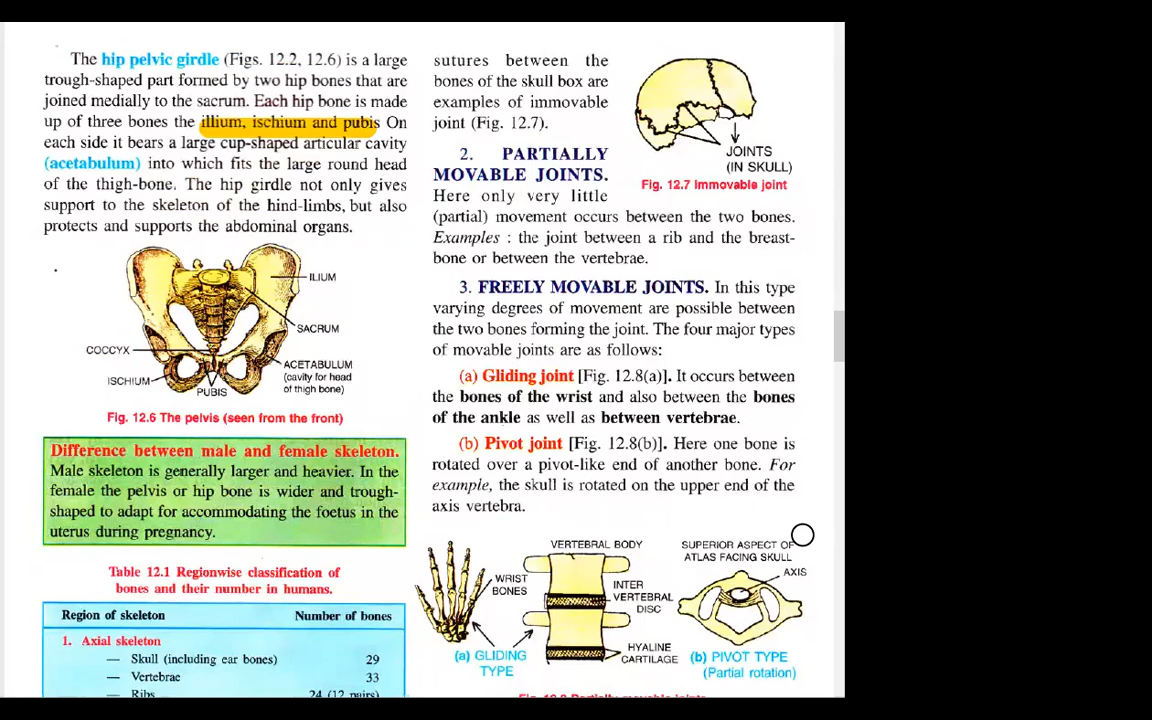 The hip pelvic girdle (Figs. 12.2, 12.6) is a large
trough-shaped part formed by two hip bones that are
joined medially to the sacrum. Each hip bone is made
up of three bones the illium, ischium and pubis On
each side it bears a large cup-shaped articular cavity
(acetabulum) into which fits the large round head
of the thigh-bone. The hip girdle not only gives
support to the skeleton of the hind-limbs, but also
protects and supports the abdominal organs.
ILIUM
SACRUM
COCCYX
ACETABULUM
(cavity for head
of thigh bone)
ISCHIUM
PUBIS
Fig. 12.6 The pelvis (seen from the front)
Difference between male and female skeleton.
Male skeleton is generally larger and heavier. In the
female the pelvis or hip bone is wider and trough-
shaped to adapt for accommodating the foetus in the
uterus during pregnancy.
Table 12.1 Regionwise classification of
bones and their number in humans.
Region of skeleton Number of bones
1. Axial skeleton
— Skull (including ear bones) 29
— Vertebrae 33
— Ribs 24 (12 pairs)
sutures between the
bones of the skull box are
examples of immovable
joint (Fig. 12.7).
JOINTS
(IN SKULL)
Fig. 12.7 Immovable joint
2. PARTIALLY
MOVABLE JOINTS.
Here only very little
(partial) movement occurs between the two bones.
Examples : the joint between a rib and the breast-
bone or between the vertebrae.
3. FREELY MOVABLE JOINTS. In this type
varying degrees of movement are possible between
the two bones forming the joint. The four major types
of movable joints are as follows:
(a) Gliding joint [Fig. 12.8(a)]. It occurs between
the bones of the wrist and also between the bones
of the ankle as well as between vertebrae.
(b) Pivot joint [Fig. 12.8(b)]. Here one bone is
rotated over a pivot-like end of another bone. For
example, the skull is rotated on the upper end of the
axis vertebra.
WRIST
BONES
(a) GLIDING
TYPE
VERTEBRAL BODY
INTER
VERTEBRAL
DISC
HYALINE
CARTILAGE
SUPERIOR ASPECT OF
ATLAS FACING SKULL
AXIS
(b) PIVOT TYPE
(Partial rotation)